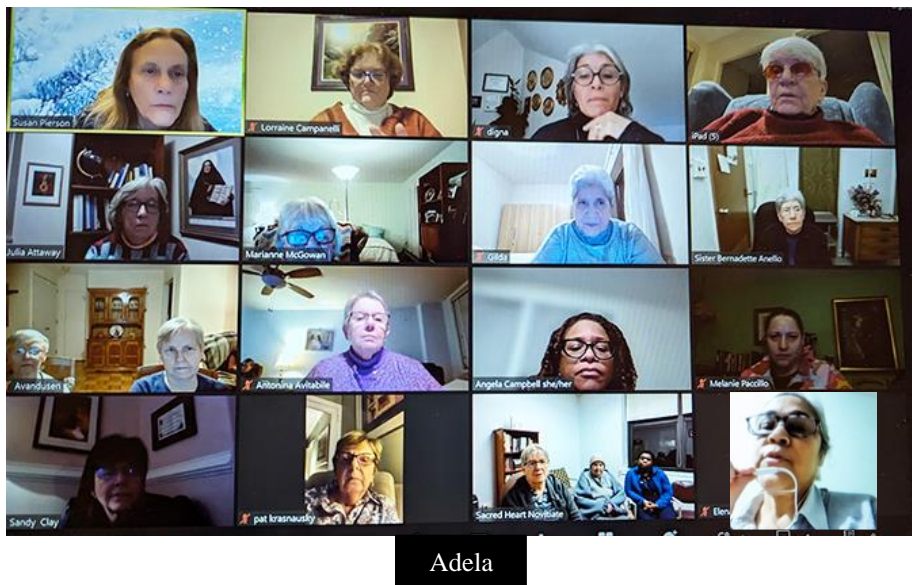 Susan Pierson
Lorraine Campanelli
digna
iPad (5)
Julia Attaway
Marianne McGowan
Gilda
Sister Bernadette Anello
Avandusen
Antonina Avitabile
Angela Campbell she/her
Melanie Paccillo
Sandy Clay
pat krasnausky
Sacred Heart Novitiate
Elen
Adela